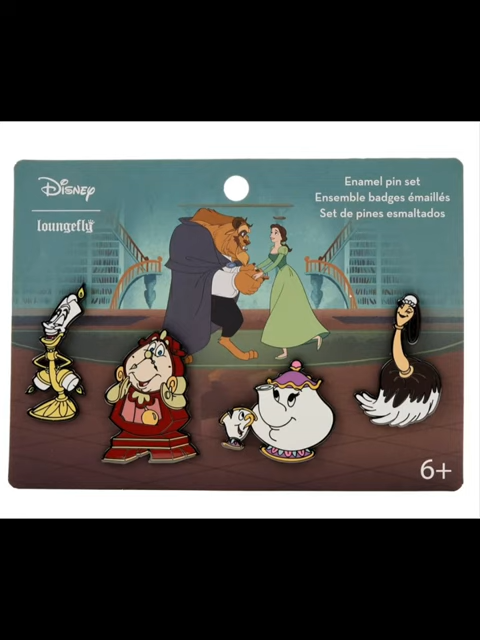 Disney
loungefly
Enamel pin set
Ensemble badges émaillés
Set de pines esmaltados
6+